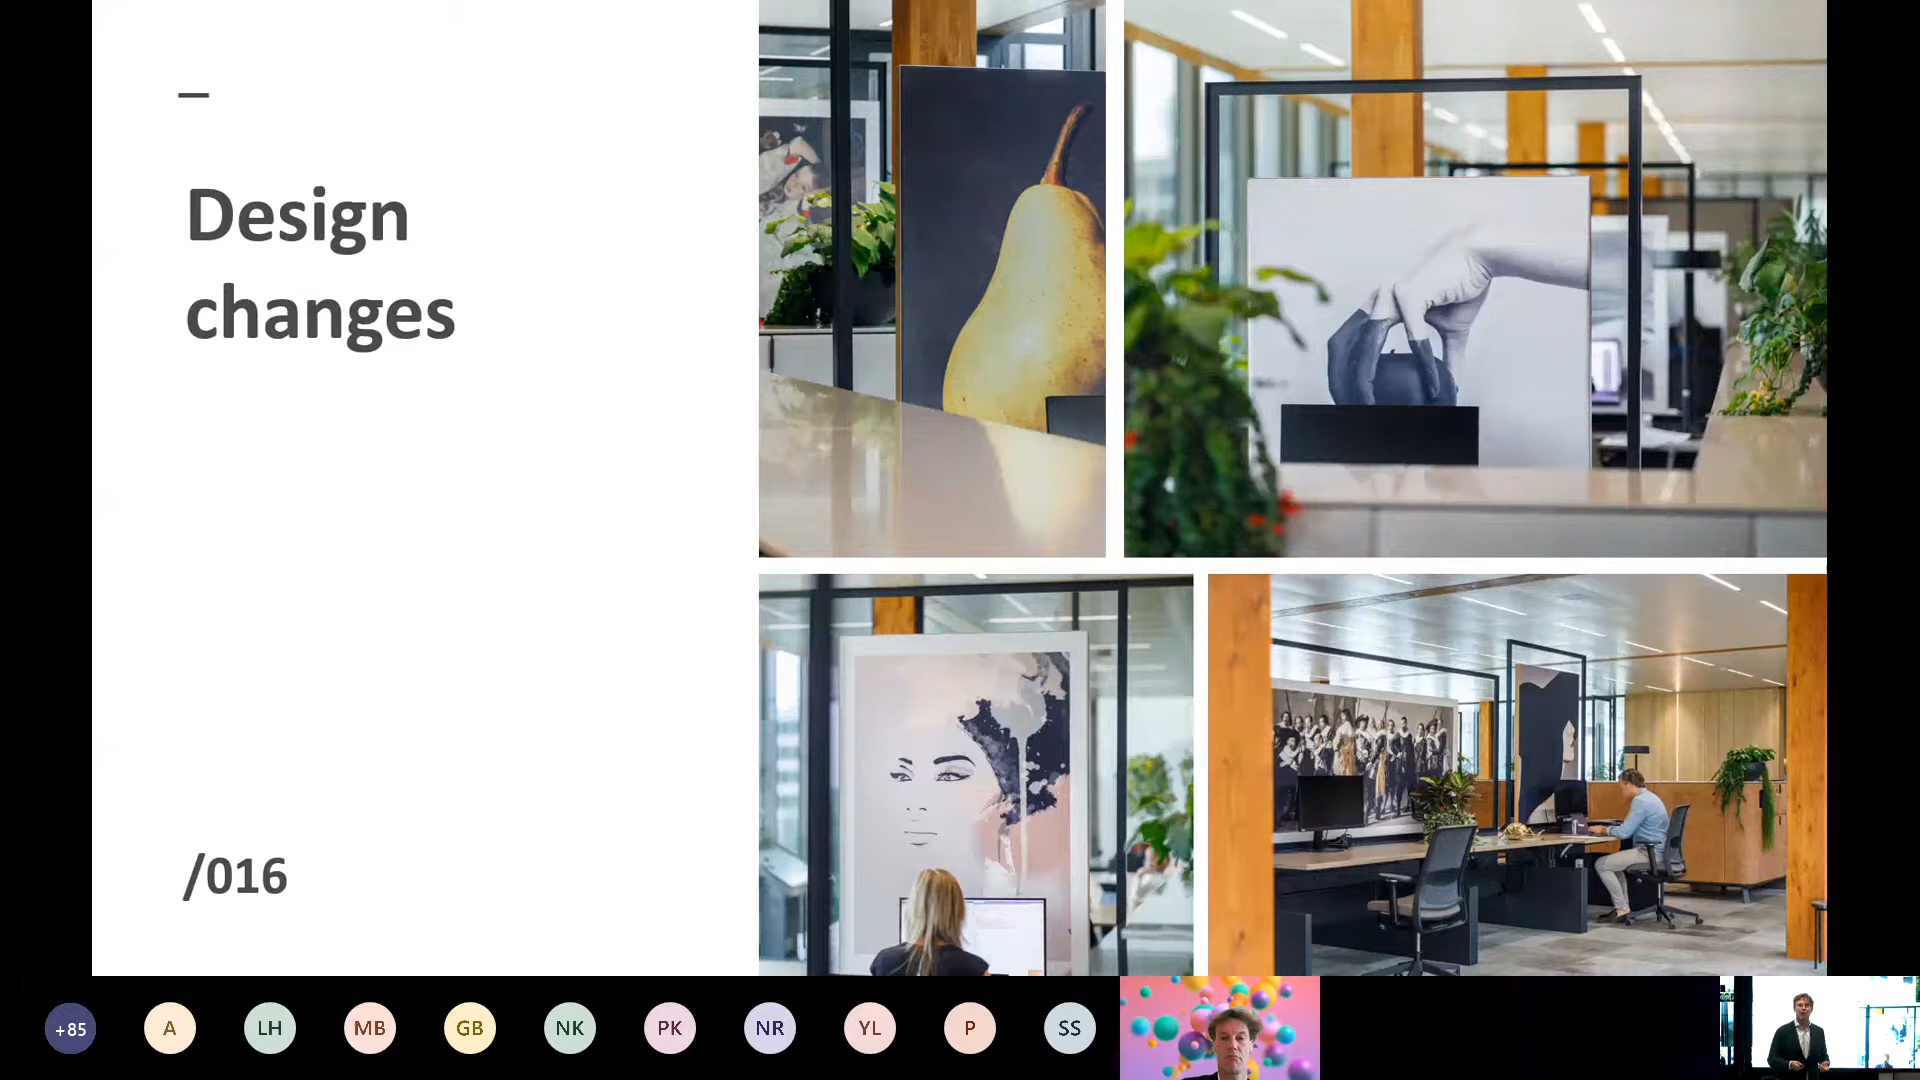 Design
changes
/016
+85
A
LH
MB
GB
NK
PK
NR
YL
P
SS